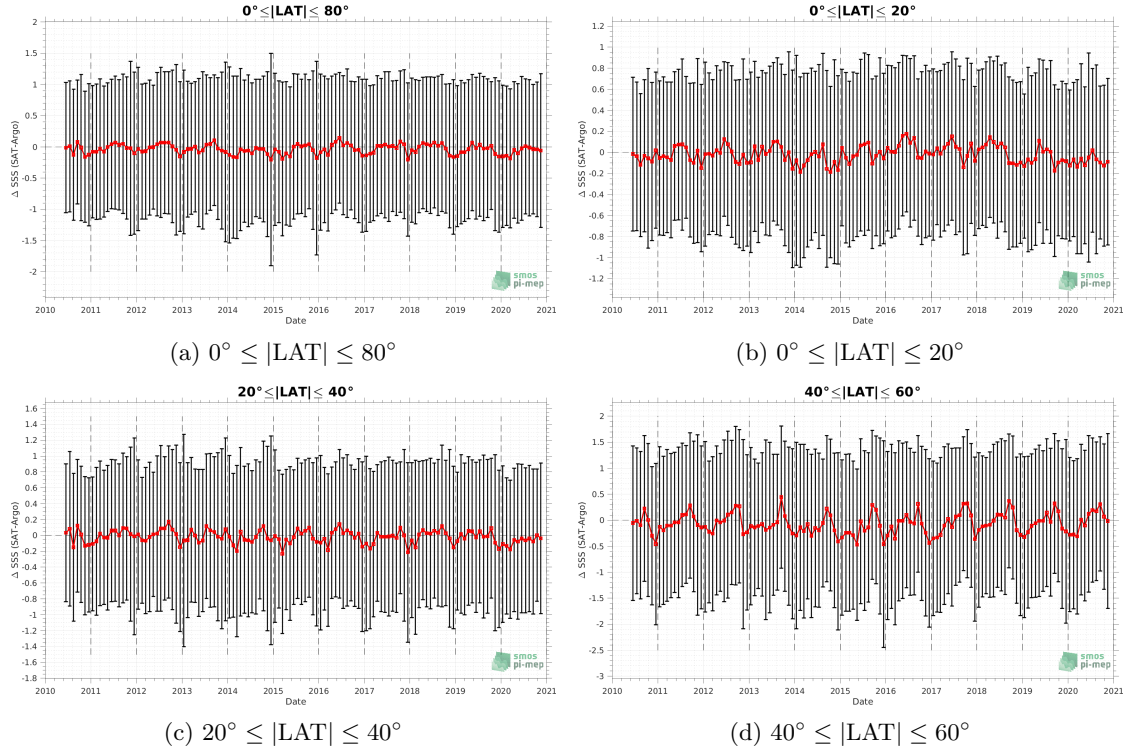 0°≤|LAT|≤ 80°
Δ SSS (SAT-Argo)
2
1.5
1
0.5
0
-0.5
-1
-1.5
-2
2010 2011 2012 2013 2014 2015 2016 2017 2018 2019 2020 2021
Date
smos
pi-mep
(a) 0° ≤ |LAT| ≤ 80°
0°≤|LAT|≤ 20°
Δ SSS (SAT-Argo)
1.2
1
0.8
0.6
0.4
0.2
0
-0.2
-0.4
-0.6
-0.8
-1
-1.2
2010 2011 2012 2013 2014 2015 2016 2017 2018 2019 2020 2021
Date
smos
pi-mep
(b) 0° ≤ |LAT| ≤ 20°
20°≤|LAT|≤ 40°
Δ SSS (SAT-Argo)
1.6
1.4
1.2
1
0.8
0.6
0.4
0.2
0
-0.2
-0.4
-0.6
-0.8
-1
-1.2
-1.4
-1.6
-1.8
2010 2011 2012 2013 2014 2015 2016 2017 2018 2019 2020 2021
Date
smos
pi-mep
(c) 20° ≤ |LAT| ≤ 40°
40°≤|LAT|≤ 60°
Δ SSS (SAT-Argo)
2
1.5
1
0.5
0
-0.5
-1
-1.5
-2
-2.5
-3
2010 2011 2012 2013 2014 2015 2016 2017 2018 2019 2020 2021
Date
smos
pi-mep
(d) 40° ≤ |LAT| ≤ 60°